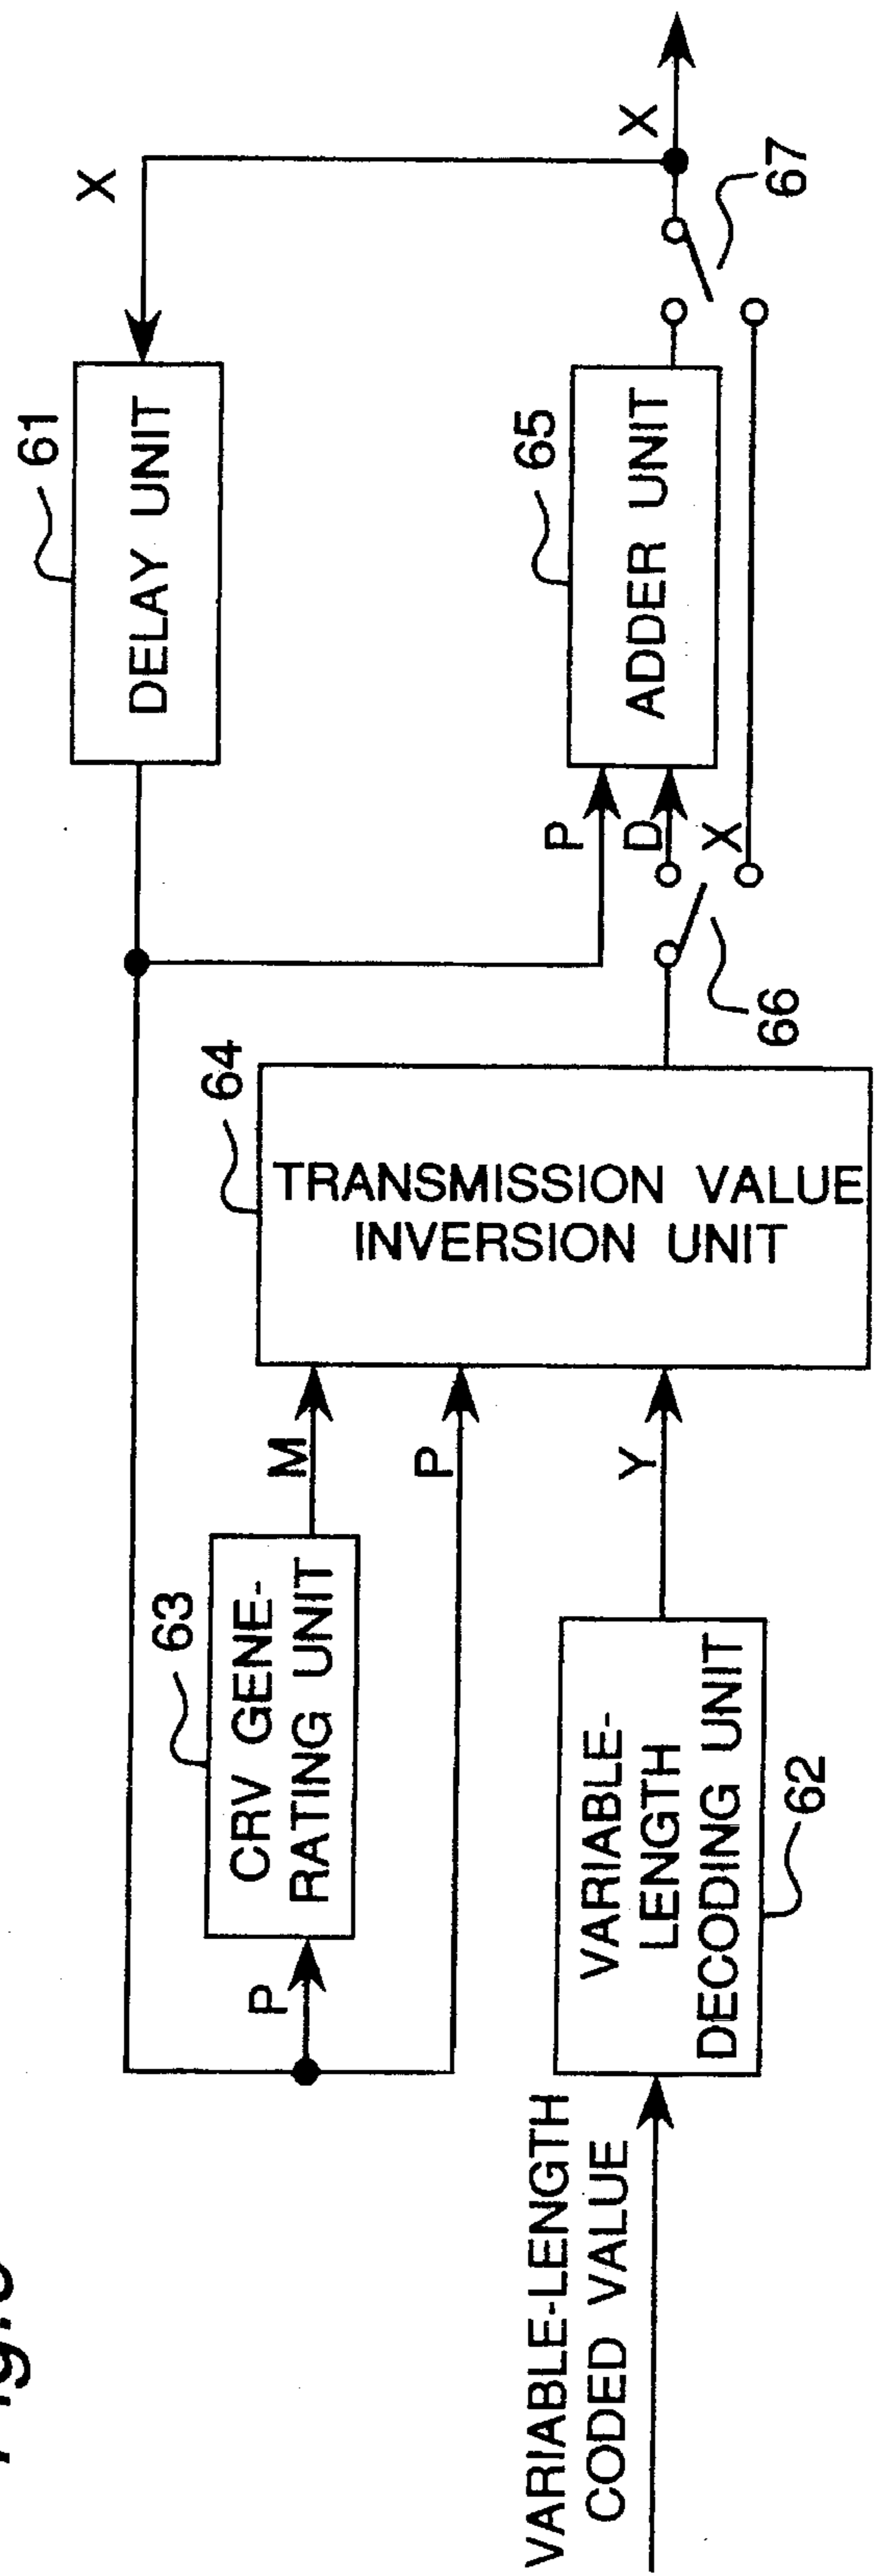 61
X
DELAY UNIT
63
CRV GENE-
RATING UNIT
P
M
P
64
TRANSMISSION VALUE
INVERSION UNIT
P
65
ADDER UNIT
D
X
X
VARIABLE-LENGTH
CODED VALUE
VARIABLE-
LENGTH
DECODING UNIT
62
Y
66
67